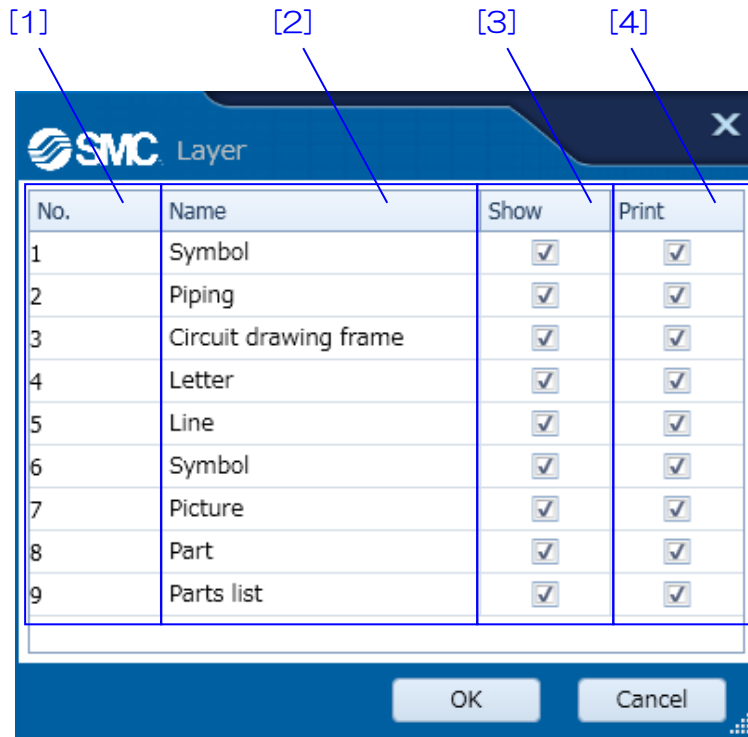 [1] [2] [3] [4]
SMC Layer X
No. Name Show Print
1 Symbol
2 Piping
3 Circuit drawing frame
4 Letter
5 Line
6 Symbol
7 Picture
8 Part
9 Parts list
OK Cancel